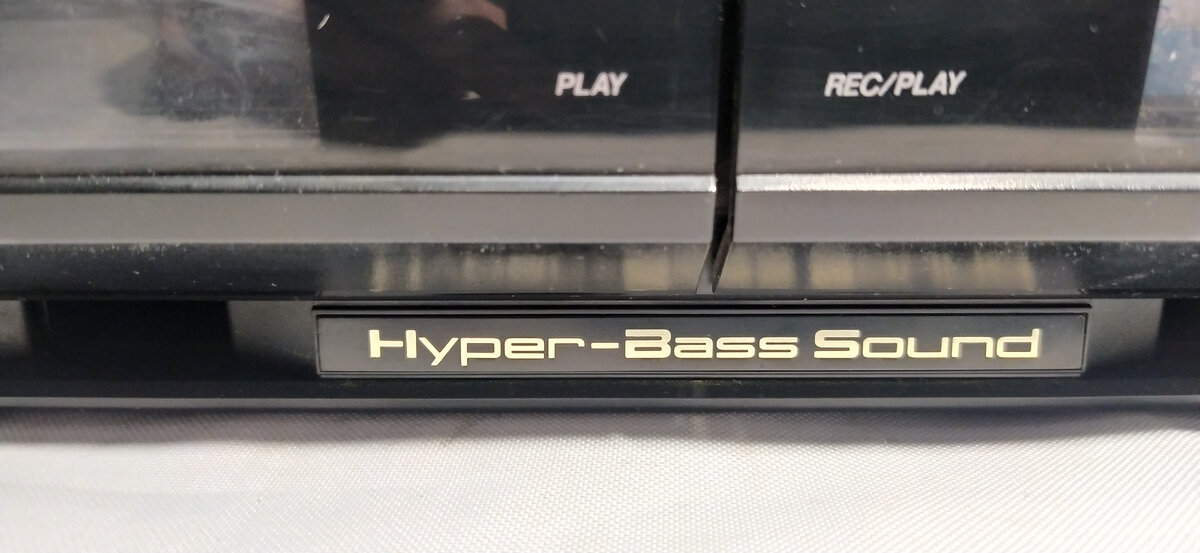 PLAY
REC/PLAY
Hyper-Bass Sound